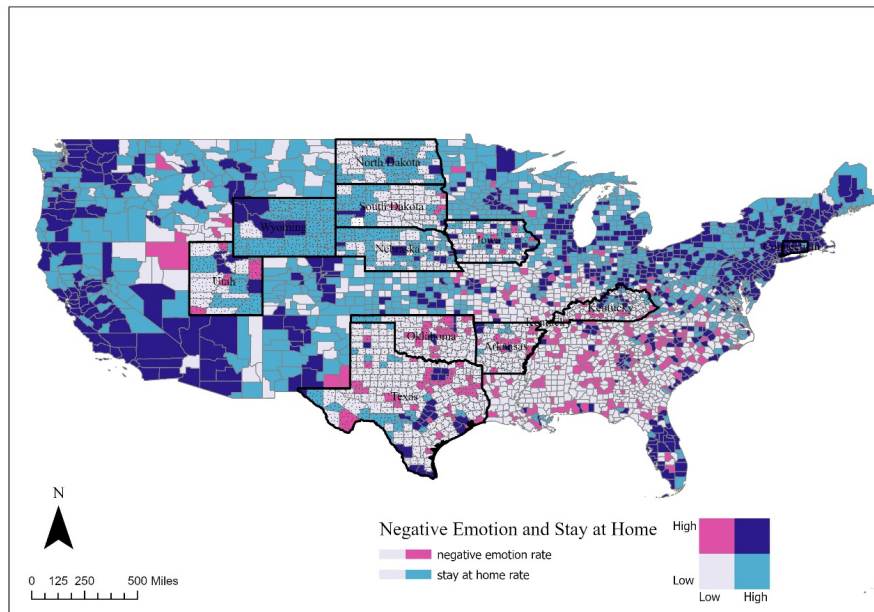 North Dakota
South Dakota
Wyoming
Nebraska
Iowa
Utah
Kentucky
Oklahoma
Arkansas
Texas
N
0 125 250 500 Miles
Negative Emotion and Stay at Home
negative emotion rate
stay at home rate
High
Low
Low High